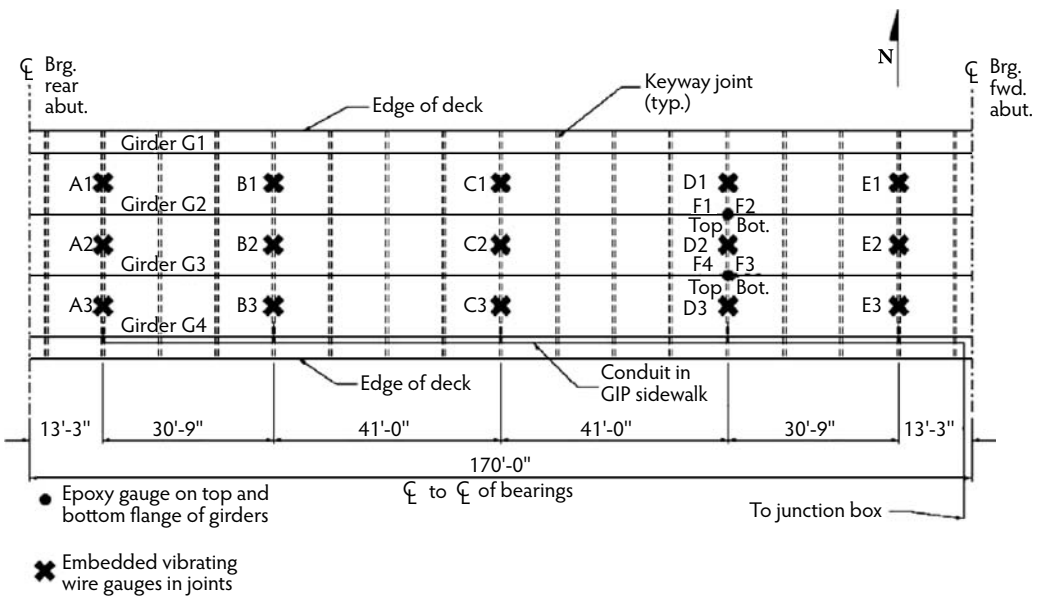 ℄ Brg.
rear
abut.
Edge of deck
Keyway joint
(typ.)
N
℄ Brg.
fwd.
abut.
Girder G1
A1
B1
C1
D1
E1
Girder G2
F1 F2
Top Bot.
A2
B2
C2
D2
E2
Girder G3
F4 F3
Top Bot.
A3
B3
C3
D3
E3
Girder G4
Edge of deck
Conduit in
GIP sidewalk
13'-3" 30'-9" 41'-0" 41'-0" 30'-9" 13'-3"
170'-0"
℄ to ℄ of bearings
Epoxy gauge on top and
bottom flange of girders
To junction box
Embedded vibrating
wire gauges in joints